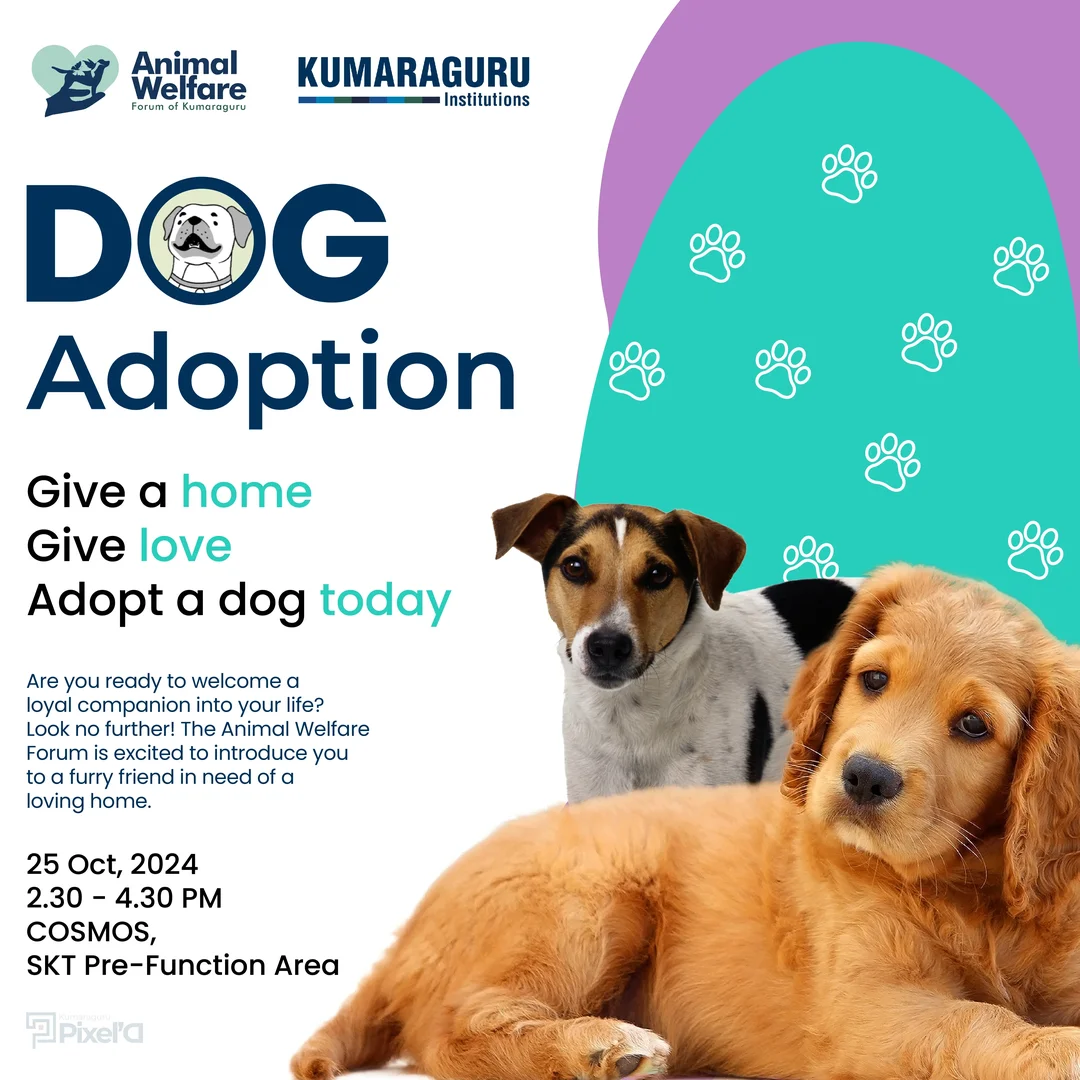 Animal
Welfare
Forum of Kumaraguru
KUMARAGURU
Institutions
DOG
Adoption
Give a home
Give love
Adopt a dog today
Are you ready to welcome a
loyal companion into your life?
Look no further! The Animal Welfare
Forum is excited to introduce you
to a furry friend in need of a
loving home.
25 Oct, 2024
2.30 - 4.30 PM
COSMOS,
SKT Pre-Function Area
Kumaraguru
Pixel'D